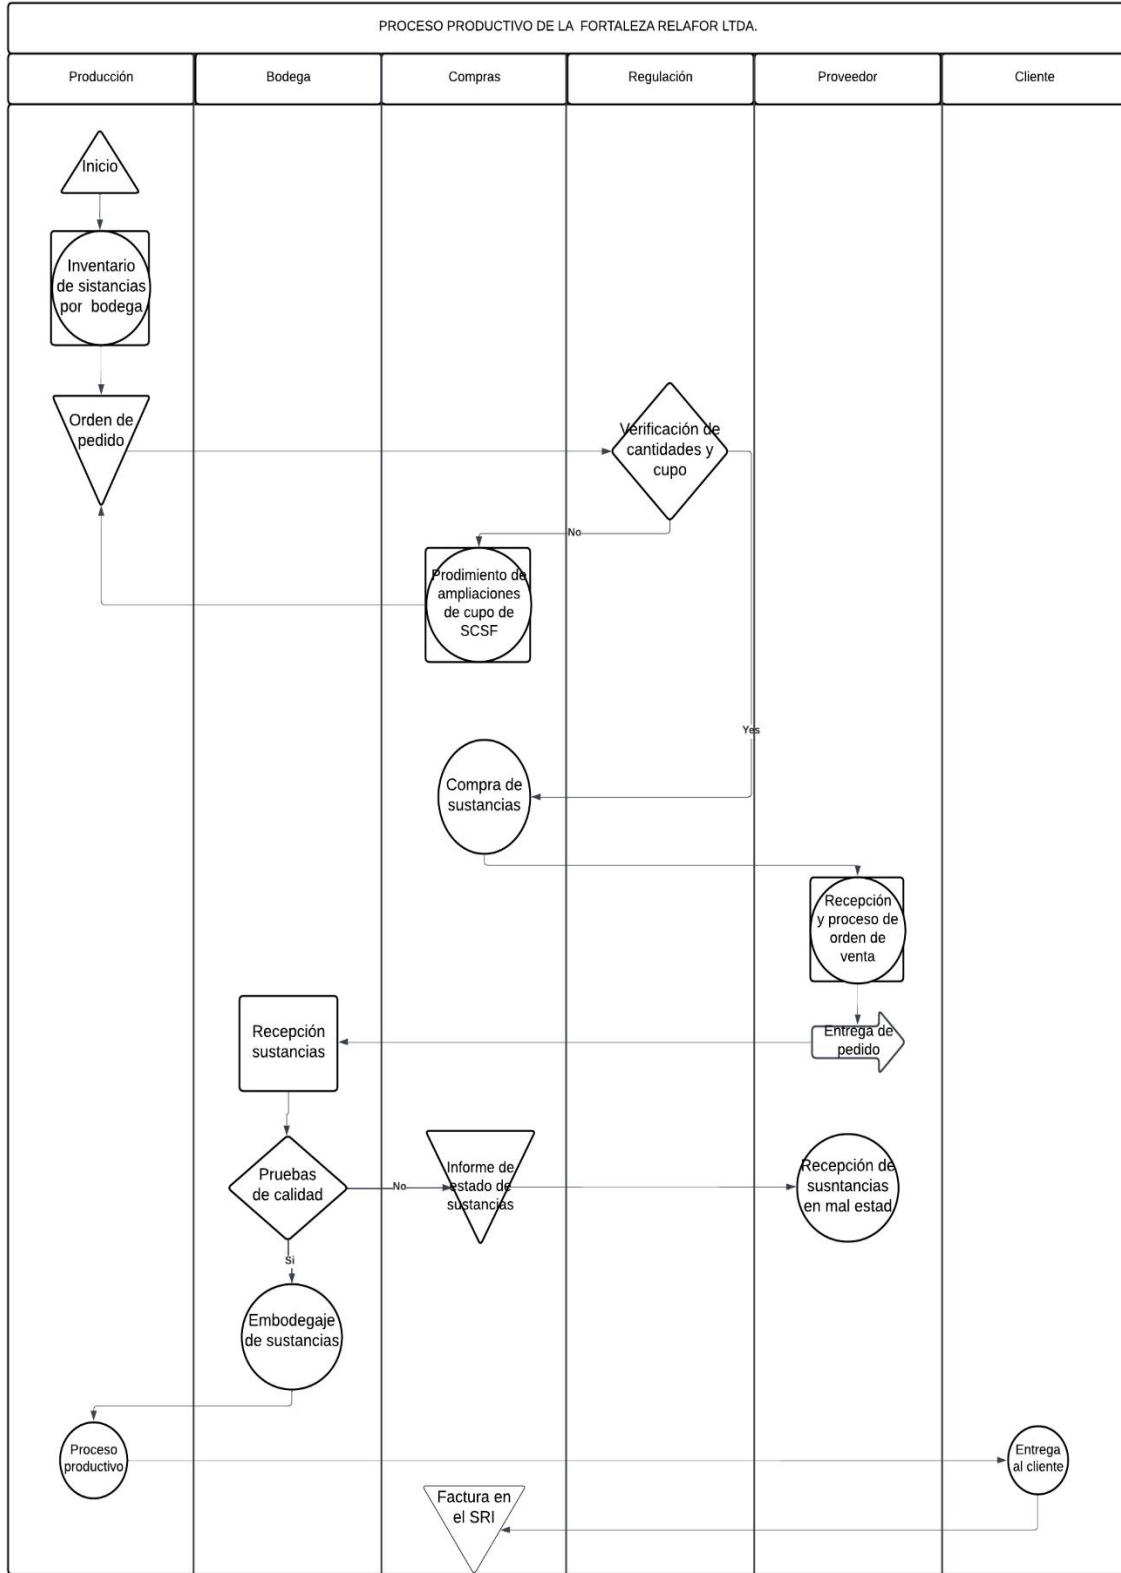 PROCESO PRODUCTIVO DE LA FORTALEZA RELAFOR LTDA.
Producción
Bodega
Compras
Regulación
Proveedor
Cliente
Inicio
Inventario
de sistancias
por bodega
Orden de
pedido
Verificación de
cantidades y
cupo
No
Prodimiento de
ampliaciones
de cupo de
SCSF
Yes
Compra de
sustancias
Recepción
y proceso de
orden de
venta
Entrega de
pedido
Recepción
sustancias
Pruebas
de calidad
No
Informe de
estado de
sustancias
Recepción de
susntancias
en mal estad
Si
Embodegaje
de sustancias
Proceso
productivo
Entrega
al cliente
Factura en
el SRI